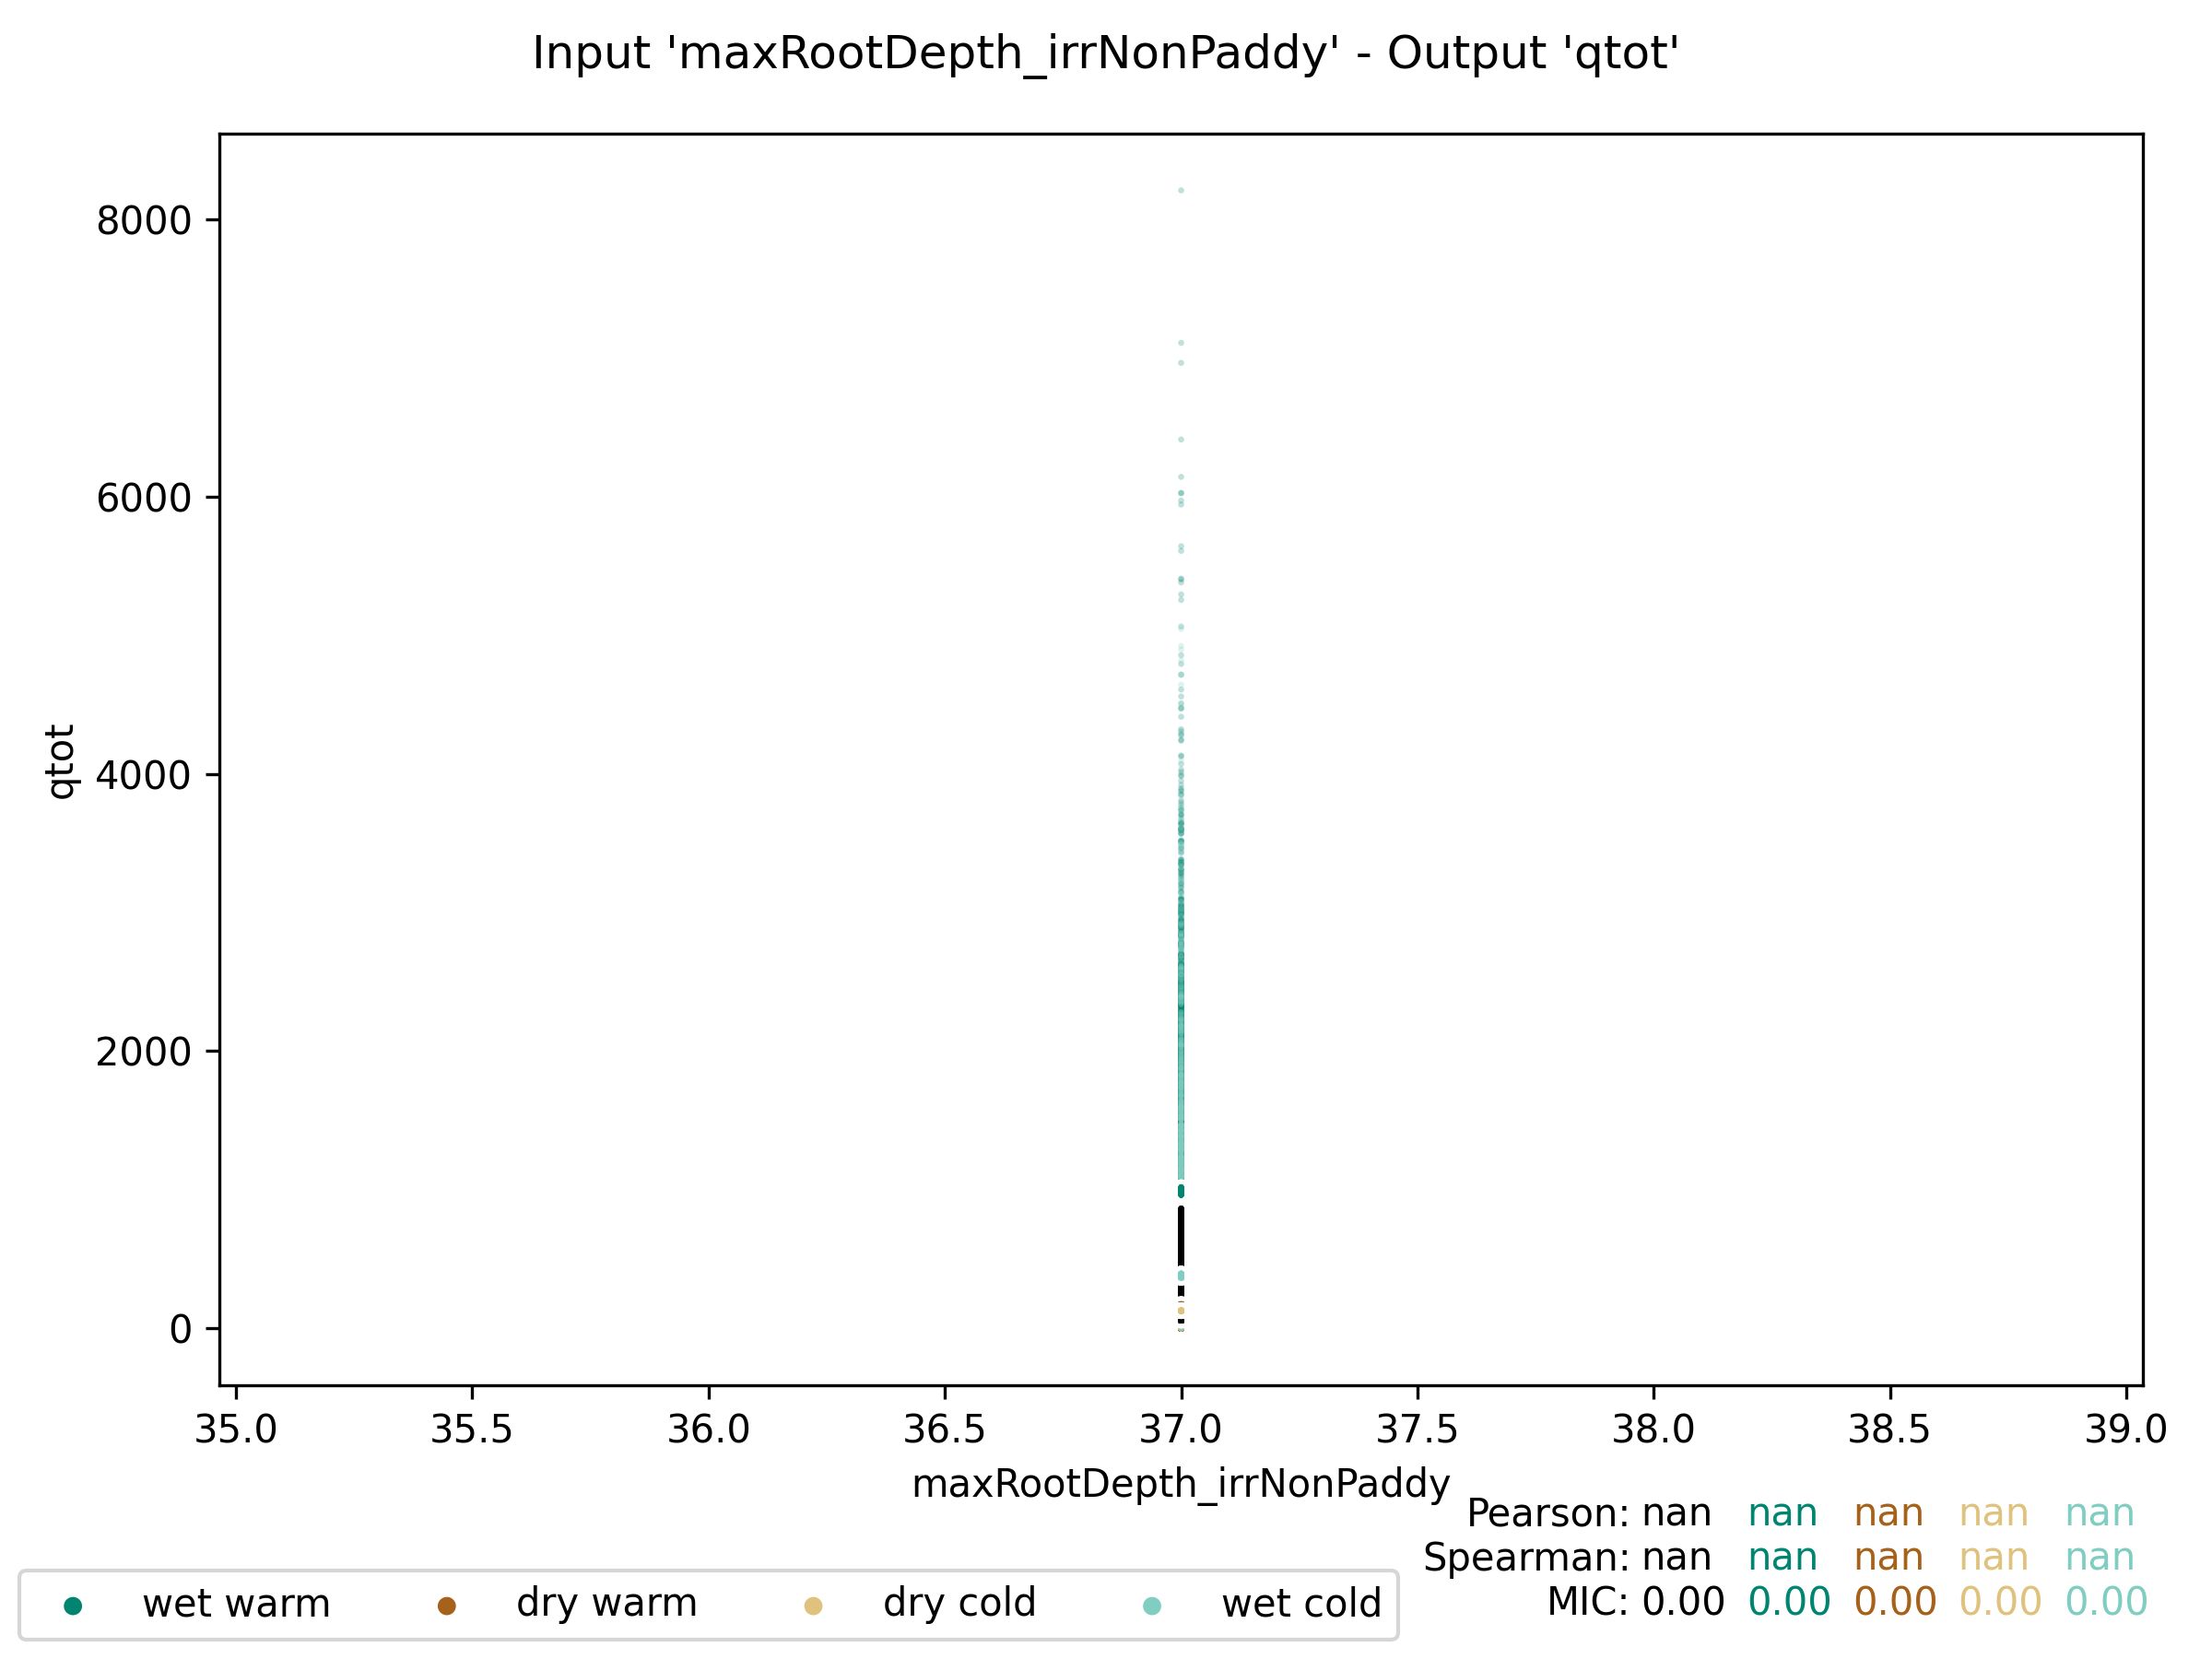 Input 'maxRootDepth_irrNonPaddy' - Output 'qtot'
8000
6000
4000
2000
0
qtot
35.0 35.5 36.0 36.5 37.0 37.5 38.0 38.5 39.0
maxRootDepth_irrNonPaddy
Pearson: nan nan nan nan nan
Spearman: nan nan nan nan nan
MIC: 0.00 0.00 0.00 0.00 0.00
wet warm dry warm dry cold wet cold